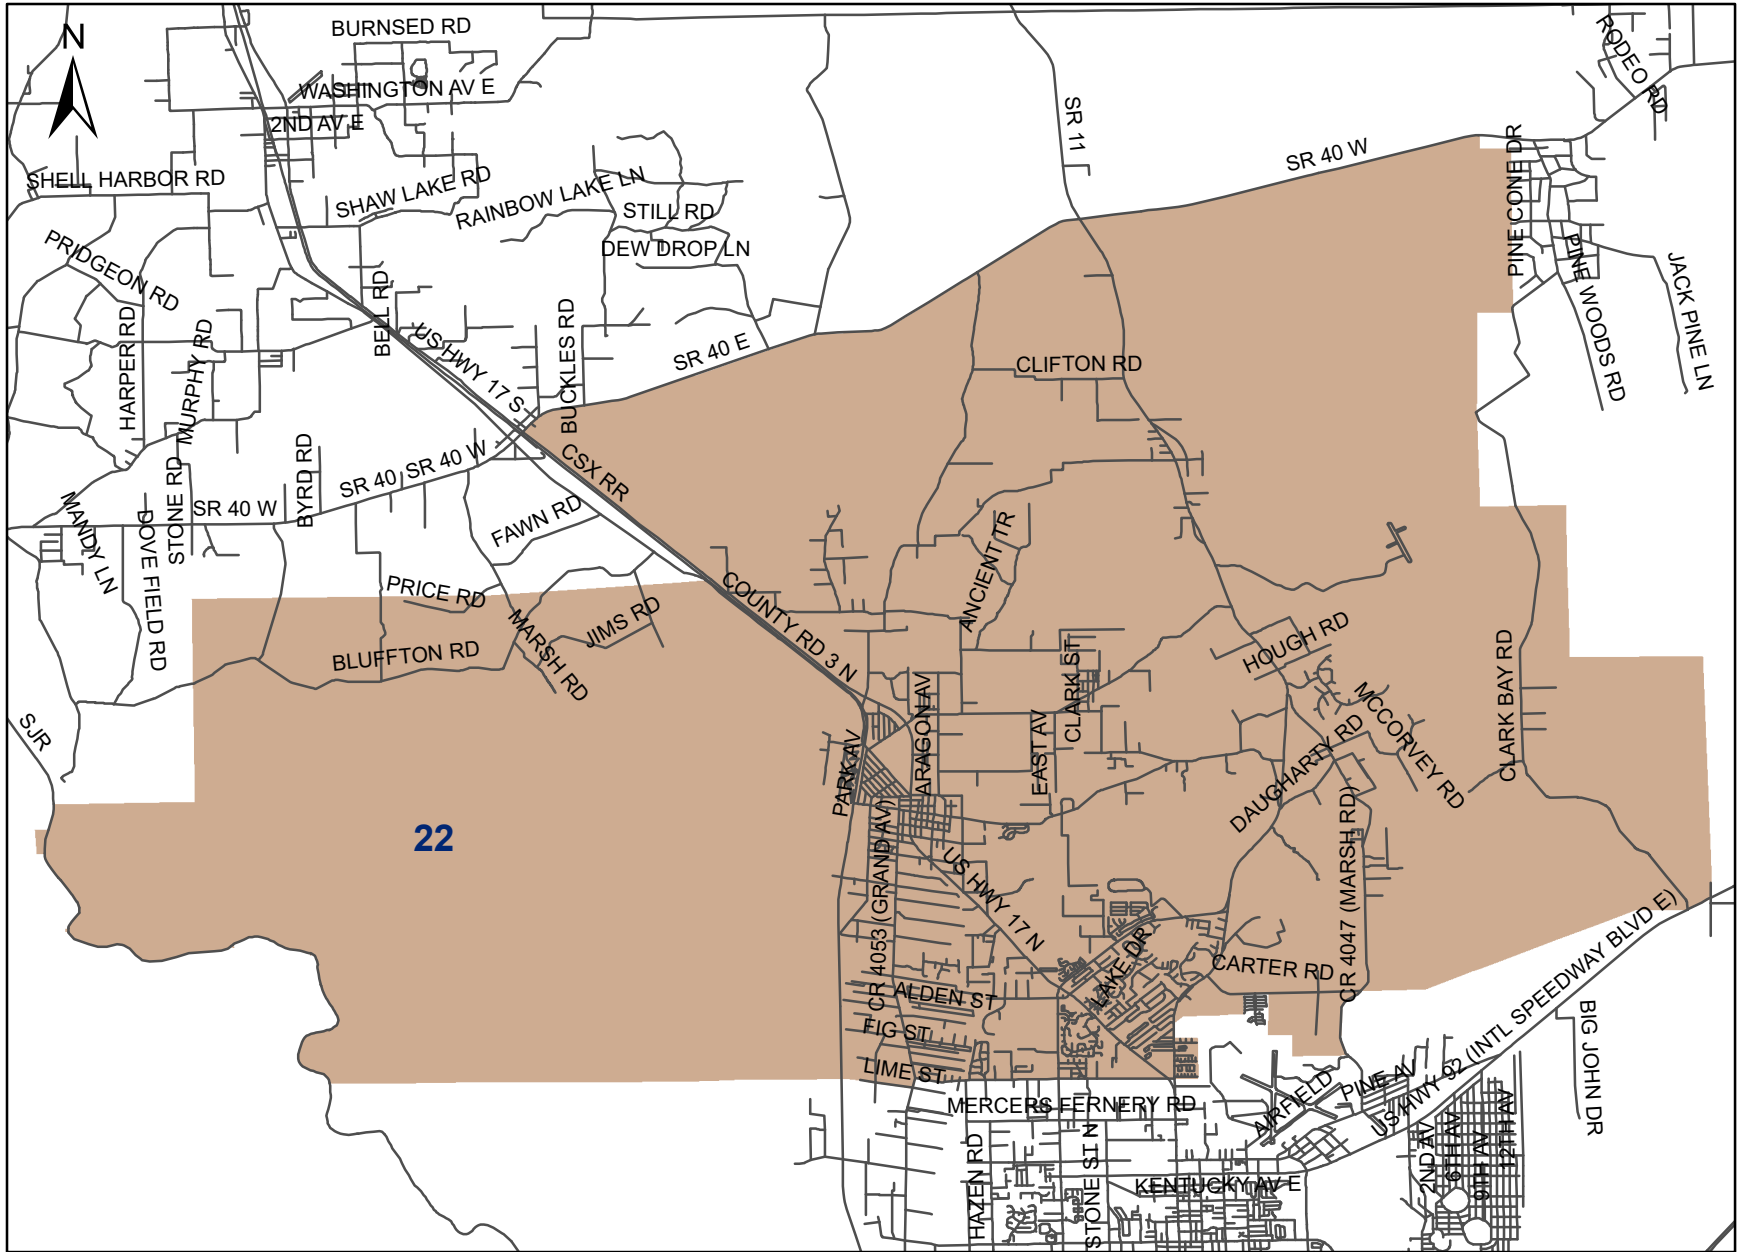 N
BURNSED RD
WASHINGTON AV E
2ND AV E
RODEO RD
SR 11
SR 40 W
PINE CONE DR
SHELL HARBOR RD
SHAW LAKE RD
RAINBOW LAKE LN
STILL RD
DEW DROP LN
PRIDGEON RD
PINE WOODS RD
JACK PINE LN
BELL RD
HARPER RD
MURPHY RD
US HWY 17 S
BUCKLES RD
SR 40 E
CLIFTON RD
STONE RD
BYRD RD
SR 40
SR 40 W
CSX RR
SR 40 W
MANDY LN
DOVE FIELD RD
FAWN RD
ANCIENT TR
PRICE RD
MARSH RD
JIMS RD
COUNTY RD 3 N
BLUFFTON RD
HOUGH RD
CLARK ST
CLARK BAY RD
SJR
ARAGON AV
EAST AV
MCCORVEY RD
PARK AV
DAUGHARTY RD
22
CR 4053 (GRAND AV)
US HWY 17 N
CR 4047 (MARSH RD)
LAKE DR
CARTER RD
ALDEN ST
FIG ST
LIME ST
US HWY 92 (INTL SPEEDWAY BLVD E)
BIG JOHN DR
MERCERS FERNERY RD
AIRFIELD
PINE AV
HAZEN RD
STONE ST N
KENTUCKY AV E
2ND AV
6TH AV
9TH AV
12TH AV